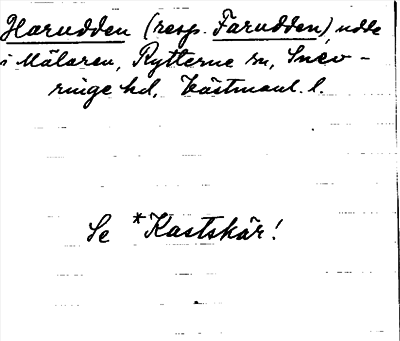 Harudden (resp. Farudden), udde
i Mälaren, Rytterne sn, Snev-
ringe hd, Västmanl. l.
Se *Kastskär!